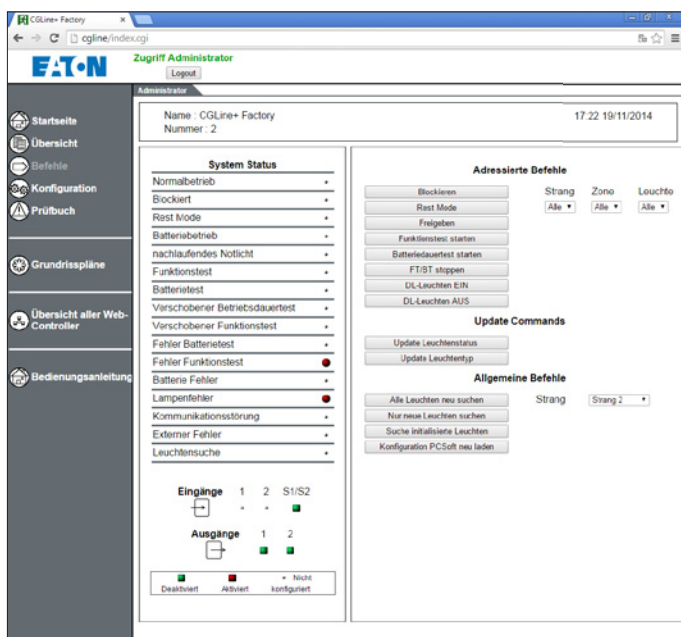 CGLine+ Factory
cgline/index.cgi
EATON
Zugriff Administrator
Logout
Administrator
Startseite
Übersicht
Befehle
Konfiguration
Prüfbuch
Grundrisspläne
Übersicht aller Web-
Controller
Bedienungsanleitung
Name : CGLine+ Factory
17:22 19/11/2014
Nummer : 2
System Status
Normalbetrieb
Blockiert
Rest Mode
Batteriebetrieb
nachlaufendes Notlicht
Funktionstest
Batterietest
Verschobener Betriebsdauertest
Verschobener Funktionstest
Fehler Batterietest
Fehler Funktionstest
Batterie Fehler
Lampenfehler
Kommunikationsstörung
Externer Fehler
Leuchtensuche
Eingänge 1 2 S1/S2
Ausgänge 1 2
Deaktiviert Aktiviert Nicht
konfiguriert
Adressierte Befehle
Blockieren Strang Zone Leuchte
Rest Mode Alle Alle Alle
Freigeben
Funktionstest starten
Batteriedauertest starten
FT/BT stoppen
DL-Leuchten EIN
DL-Leuchten AUS
Update Commands
Update Leuchtenstatus
Update Leuchtentyp
Allgemeine Befehle
Alle Leuchten neu suchen Strang Strang 2
Nur neue Leuchten suchen
Suche initialisierte Leuchten
Konfiguration PCSoft neu laden